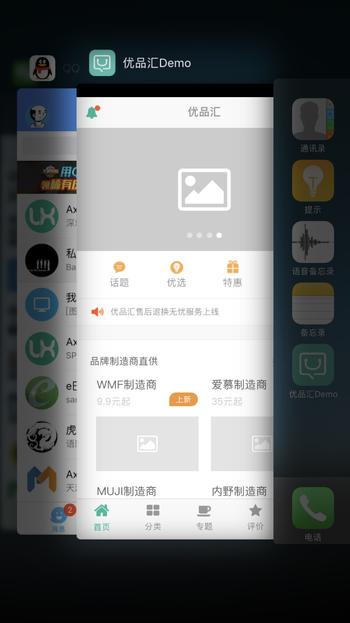 QQ
优品汇Demo
优品汇
话题
优选
特惠
优品汇售后退换无忧服务上线
品牌制造商直供
WMF制造商
9.9元起
上新
爱慕制造商
35元起
MUJI制造商
内野制造商
首页
分类
专题
评价
用
Ax
深
私
Ba
我
[图
Ax
SP
eE
sar
虎
语
Ax
天
消息
2
通讯录
提示
语音备忘录
备忘录
优品汇Demo
电话